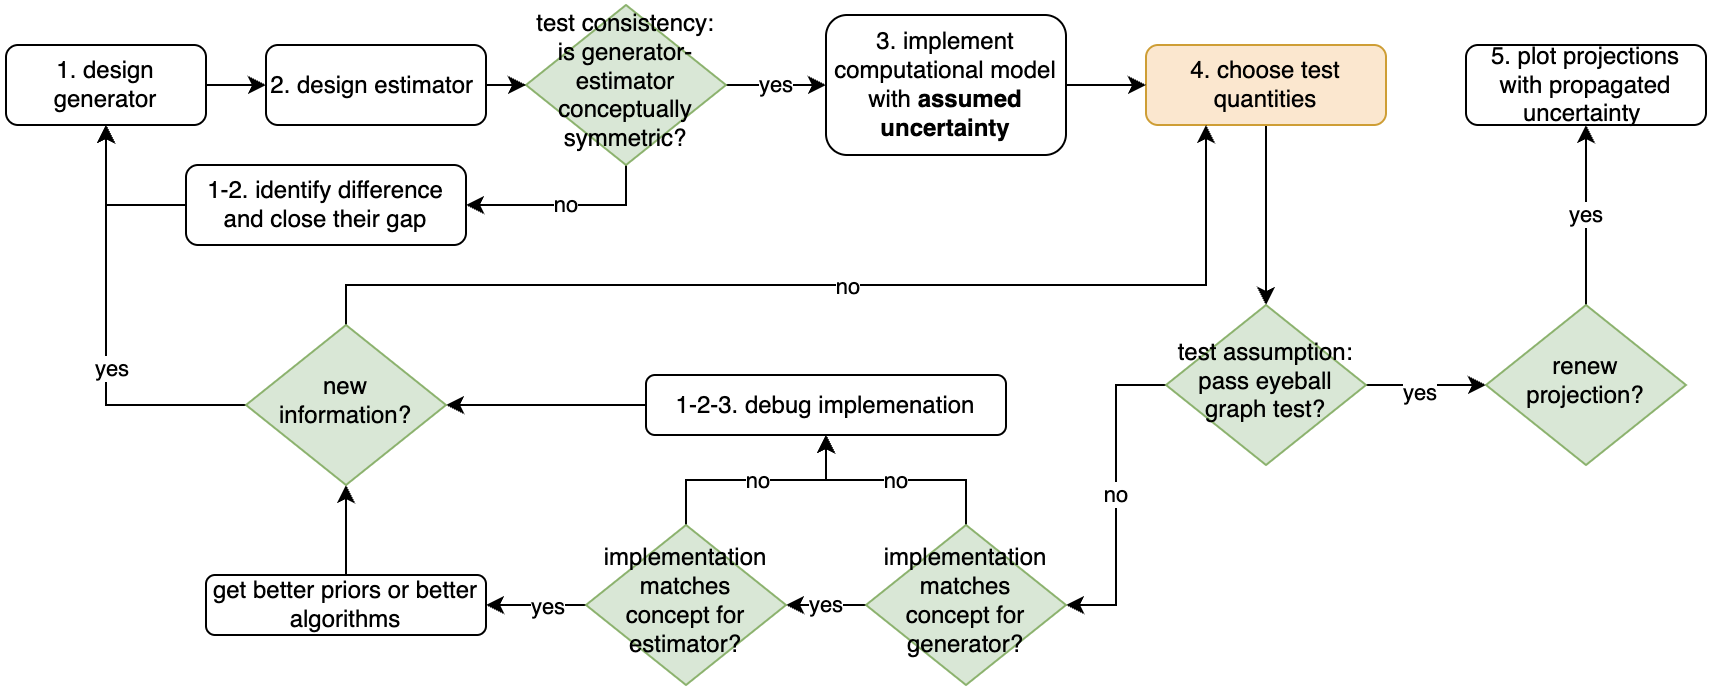 1. design
generator
2. design estimator
test consistency:
is generator-
estimator
conceptually
symmetric?
yes
3. implement
computational model
with assumed
uncertainty
4. choose test
quantities
5. plot projections
with propagated
uncertainty
1-2. identify difference
and close their gap
no
yes
no
test assumption:
pass eyeball
graph test?
renew
projection?
yes
yes
new
information?
1-2-3. debug implemenation
no
no
no
implementation
matches
concept for
estimator?
implementation
matches
concept for
generator?
get better priors or better
algorithms
yes
yes